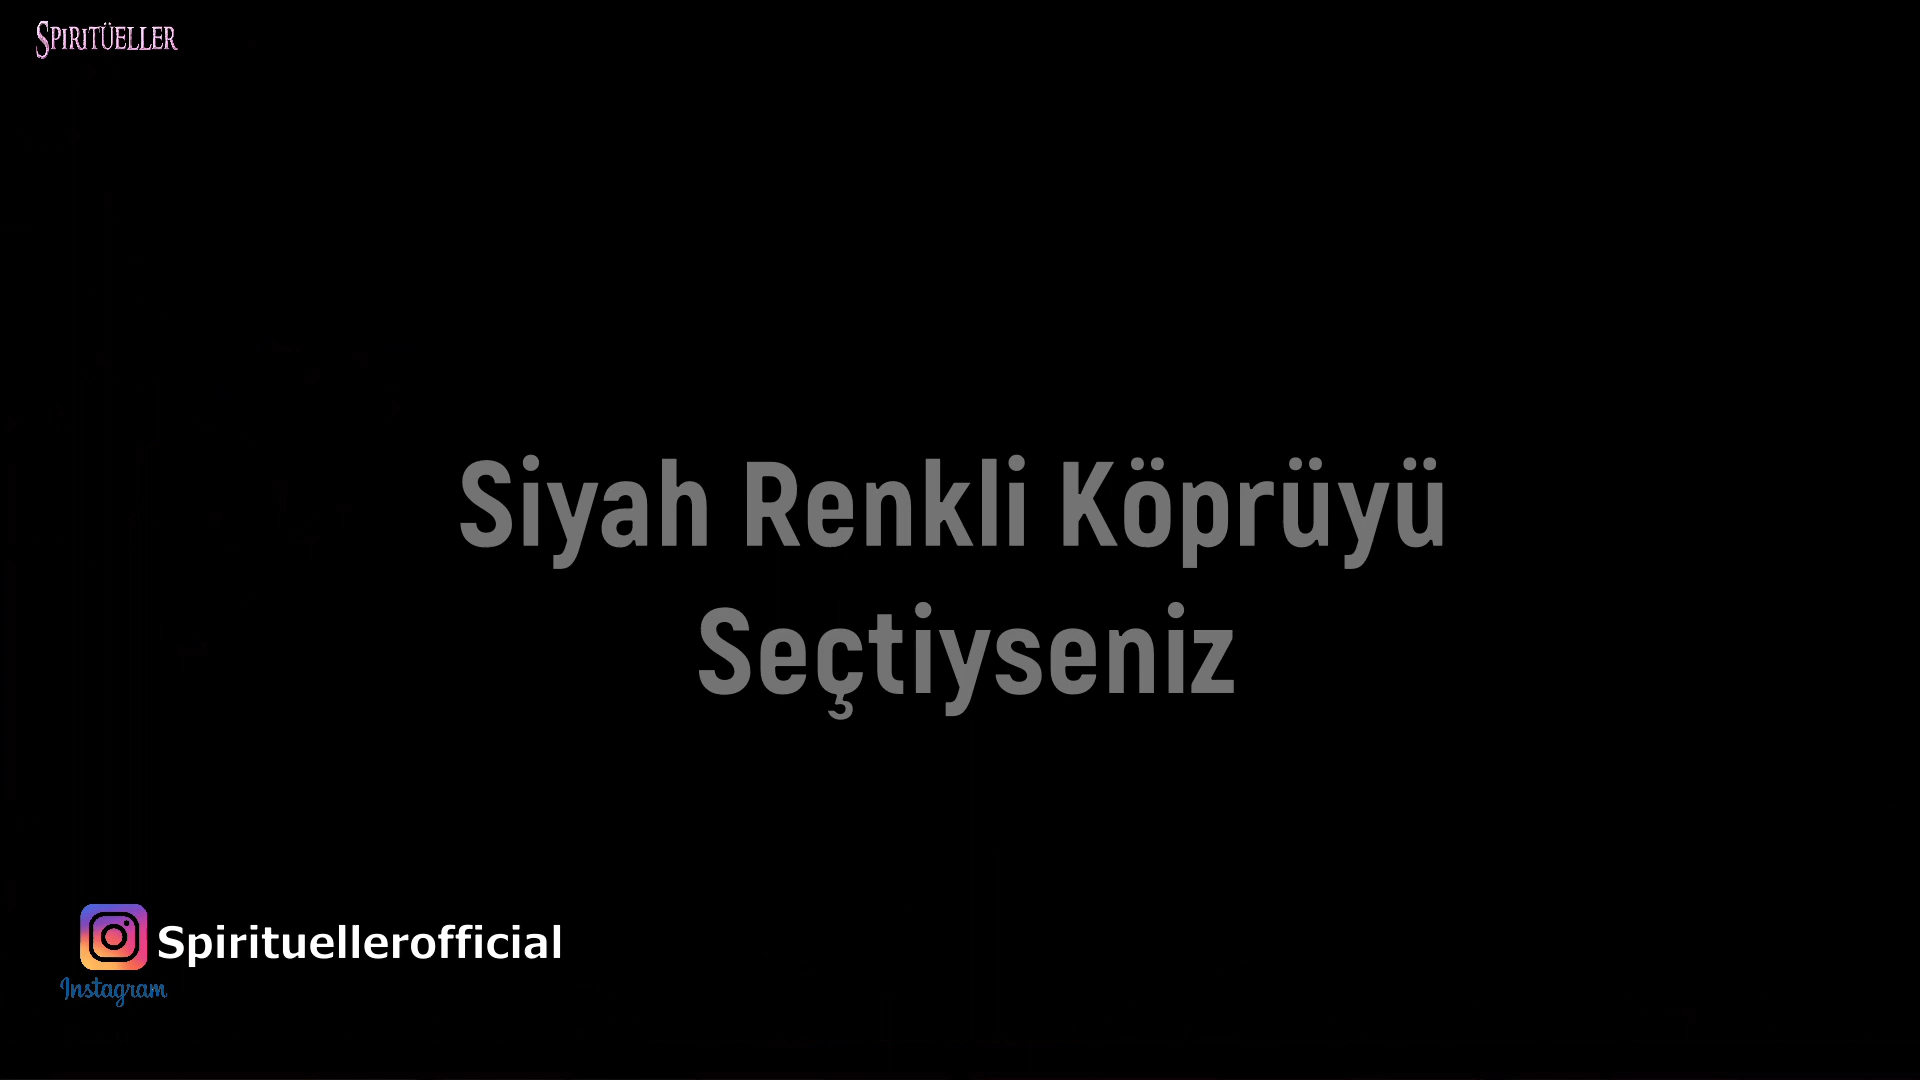 SPIRITÜELLER
Siyah Renkli Köprüyü
Seçtiyseniz
Spirituellerofficial
Instagram